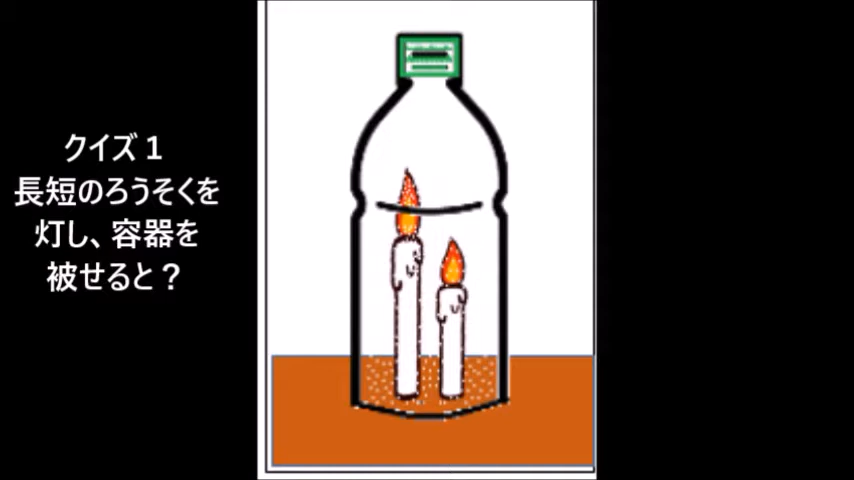 クイズ１
長短のろうそくを
灯し、容器を
被せると？